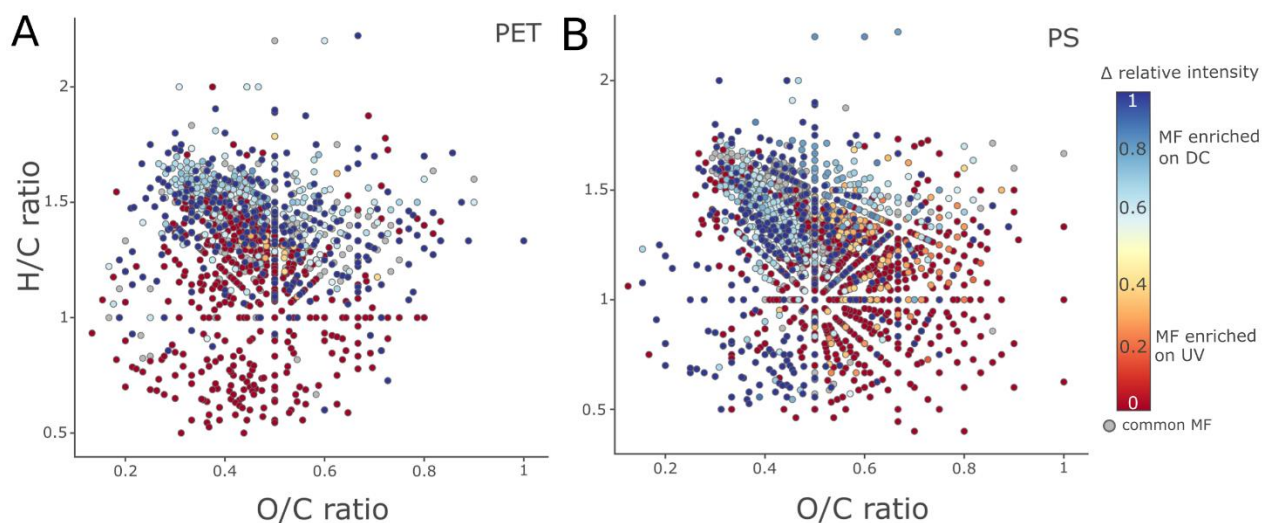 A
PET
H/C ratio
2
1.5
1
0.5
0.2
0.4
0.6
0.8
1
O/C ratio
B
PS
2
1.5
1
0.5
0.2
0.4
0.6
0.8
1
O/C ratio
Δ relative intensity
1
0.8
0.6
0.4
0.2
0
MF enriched
on DC
MF enriched
on UV
common MF